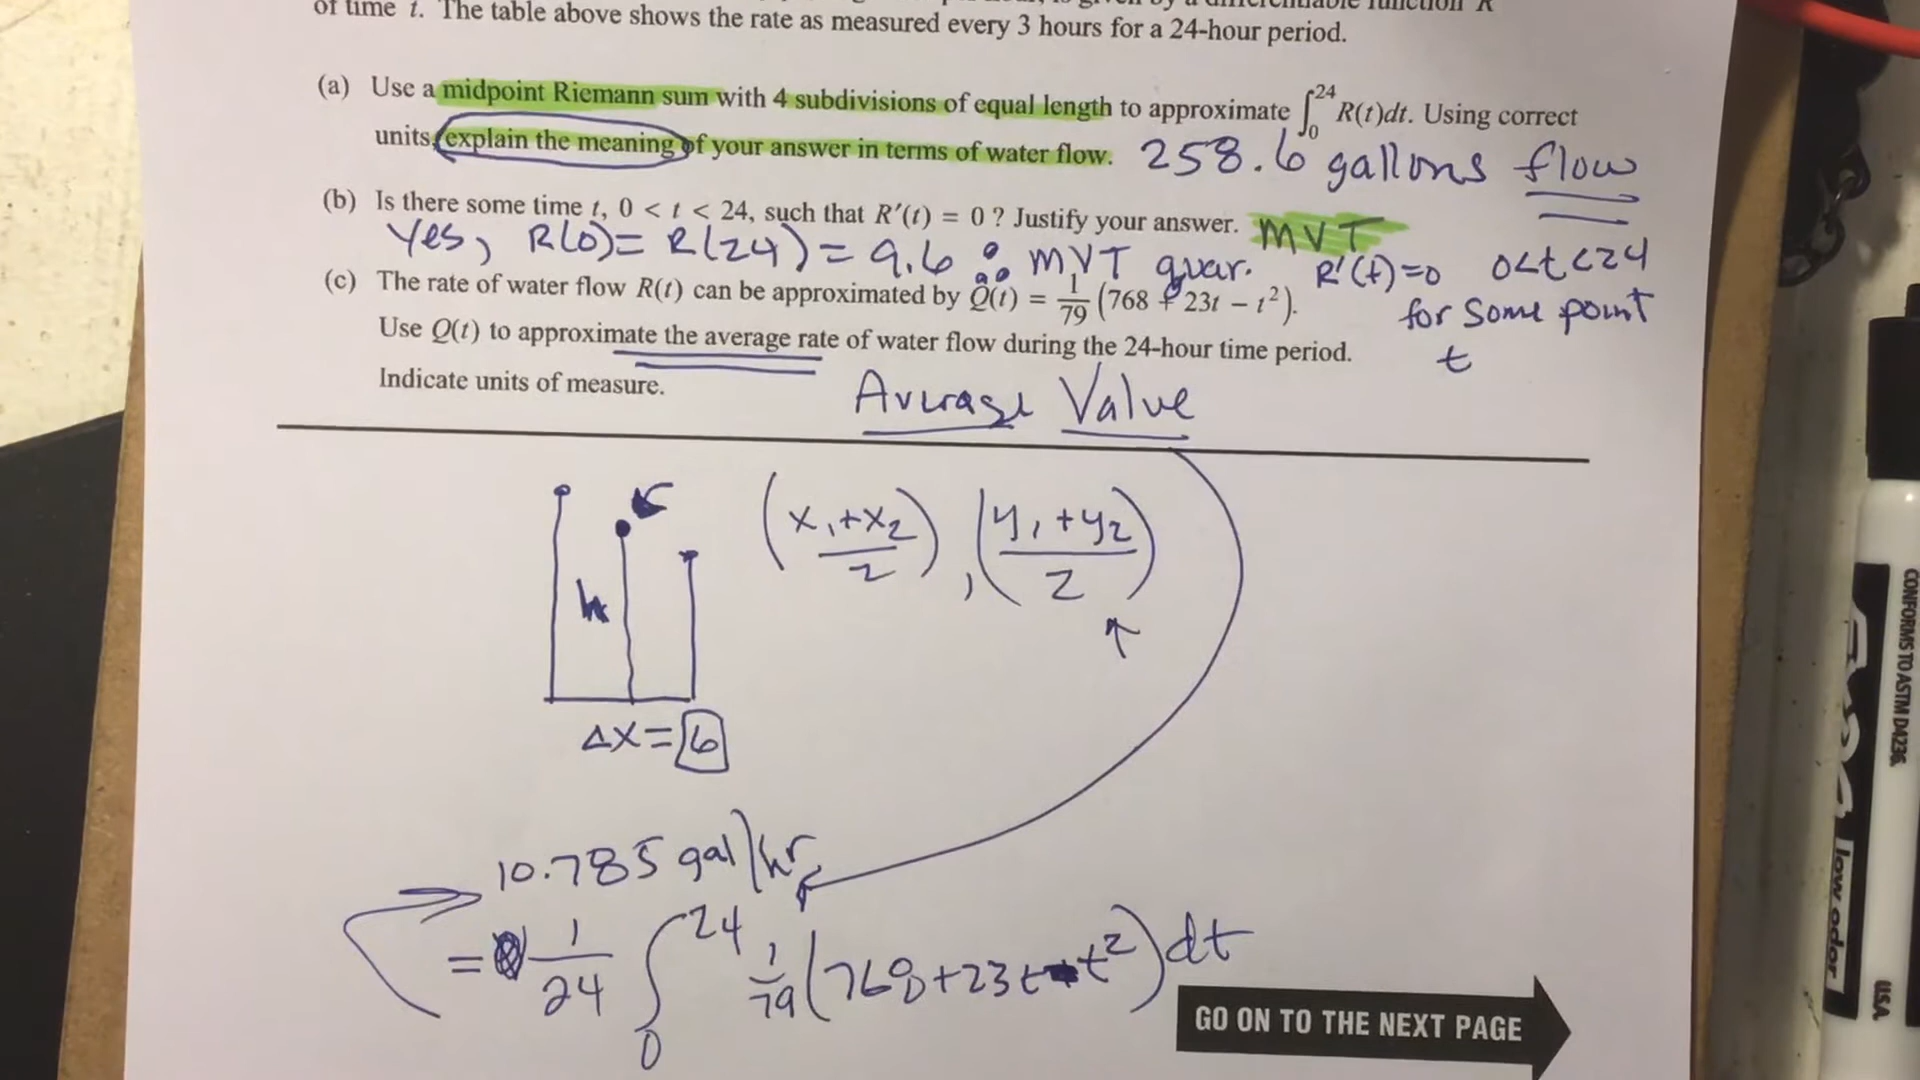 of time t. The table above shows the rate as measured every 3 hours for a 24-hour period.
(a) Use a midpoint Riemann sum with 4 subdivisions of equal length to approximate ∫₀²⁴ R(t)dt. Using correct
units, explain the meaning of your answer in terms of water flow. 258.6 gallons flow
(b) Is there some time t, 0 < t < 24, such that R′(t) = 0 ? Justify your answer. MVT
Yes, R(0) = R(24) = 9.6 ∴ MVT guar. R'(t)=0 0<t<24
for some point
t
(c) The rate of water flow R(t) can be approximated by Q(t) = 1/79 (768 + 23t − t²).
Use Q(t) to approximate the average rate of water flow during the 24-hour time period.
Indicate units of measure.
Average Value
(x₁+x₂/2), (y₁+y₂/2)
h
Δx = 6
10.785 gal/hr
= 1/24 ∫₀²⁴ 1/79 (768+23t-t²)dt
GO ON TO THE NEXT PAGE
CONFORMS TO ASTM D4236
EXPO
low odor
USA